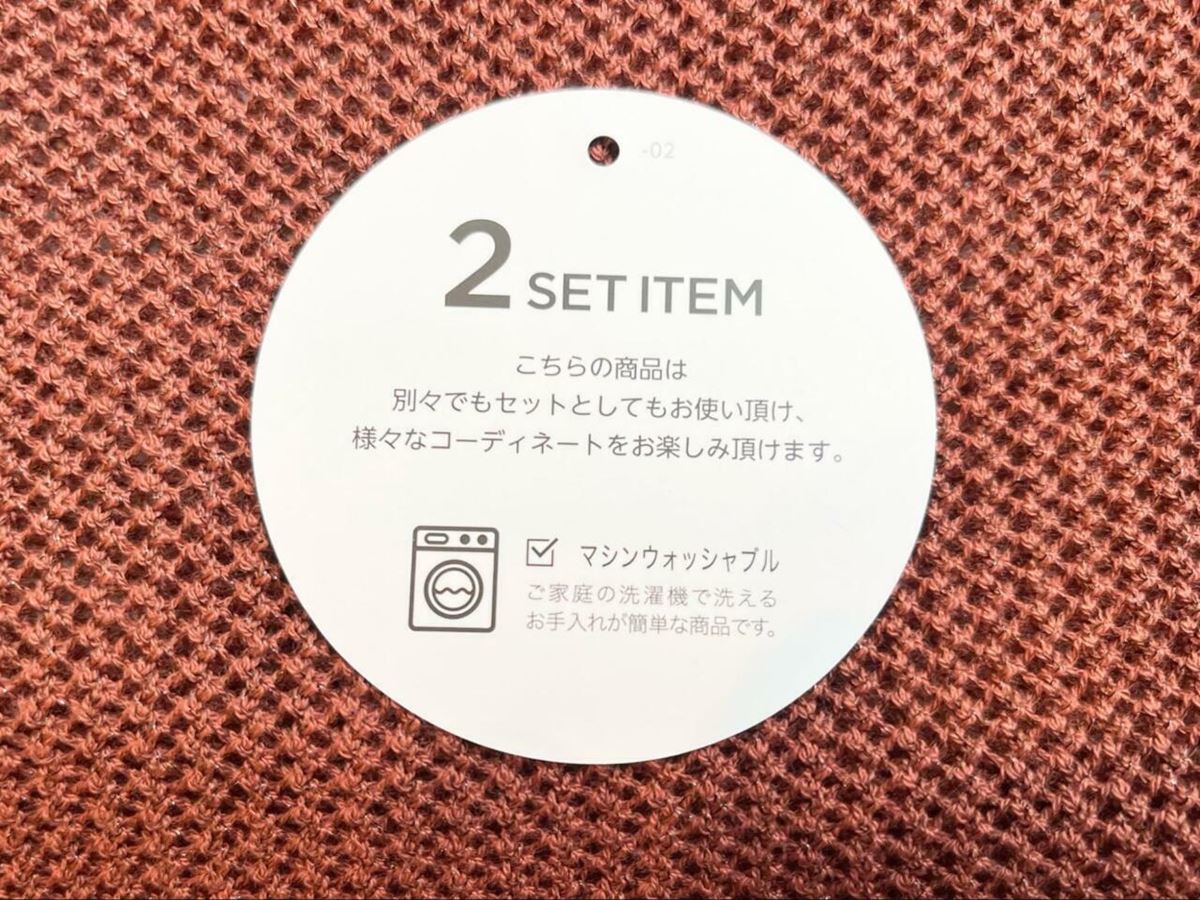 -02
2 SET ITEM
こちらの商品は
別々でもセットとしてもお使い頂け、
様々なコーディネートをお楽しみ頂けます。
マシンウォッシャブル
ご家庭の洗濯機で洗える
お手入れが簡単な商品です。